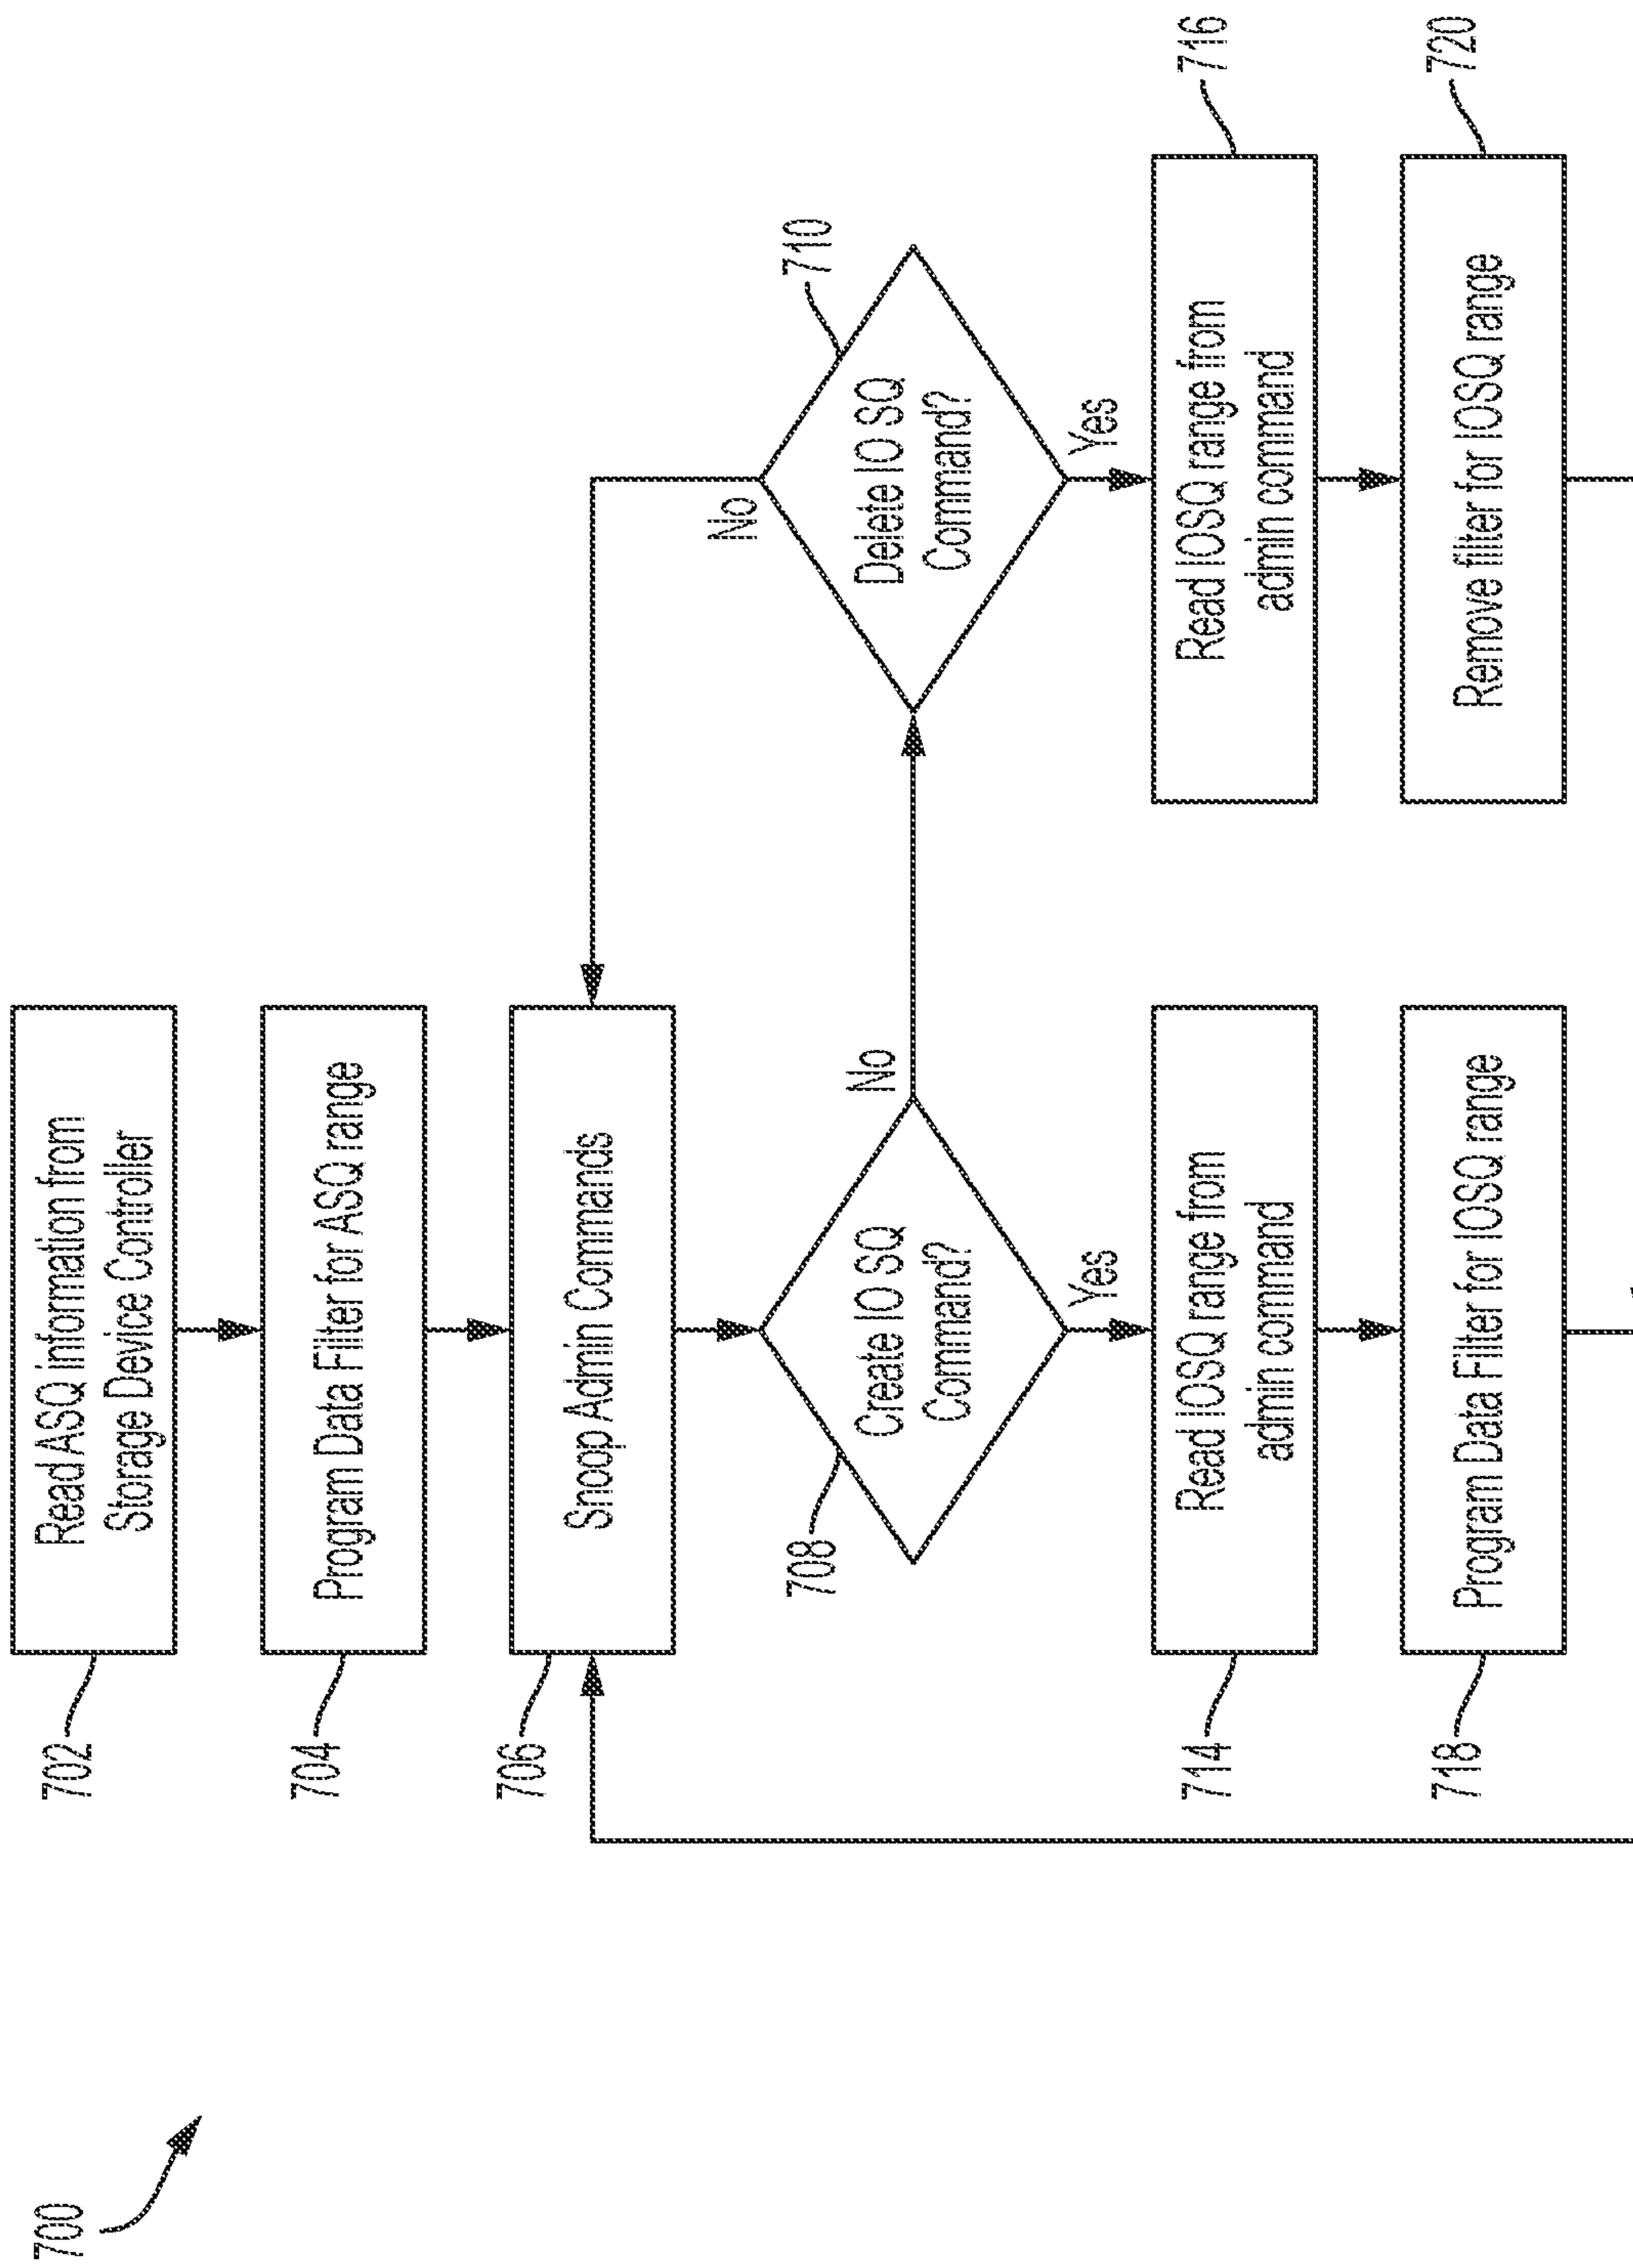 700
702
Read ASQ information from
Storage Device Controller
704
Program Data Filter for ASQ range
706
Snoop Admin Commands
708
Create IO SQ
Command?
No
Yes
710
Delete IO SQ
Command?
No
Yes
714
Read IOSQ range from
admin command
716
Read IOSQ range from
admin command
718
Program Data Filter for IOSQ range
720
Remove filter for IOSQ range